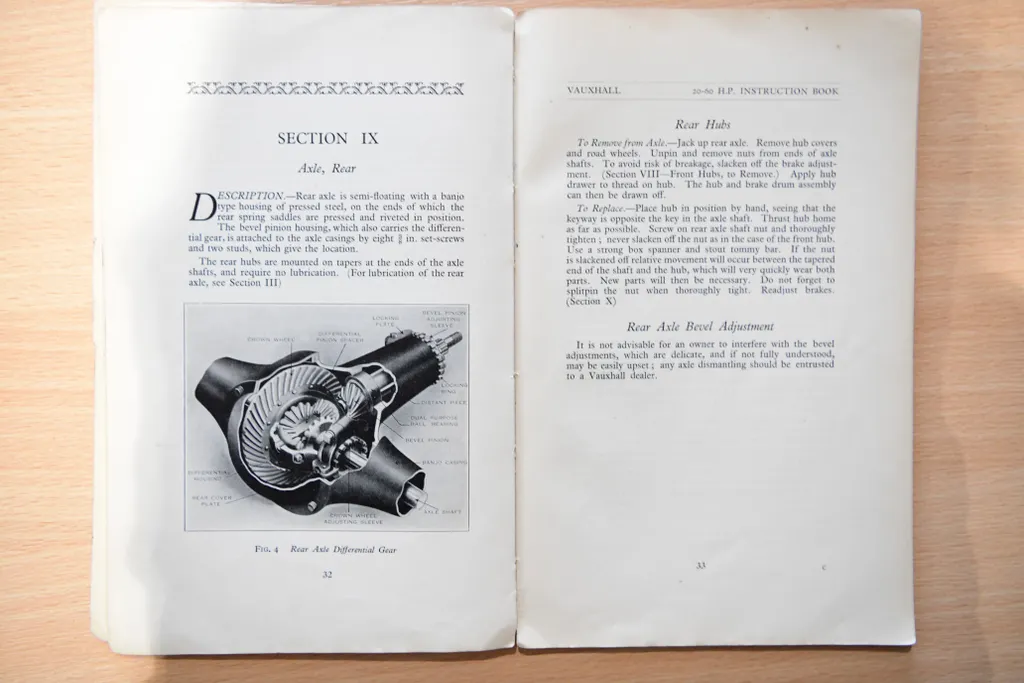 SECTION IX
Axle, Rear
DESCRIPTION.—Rear axle is semi-floating with a banjo
type housing of pressed steel, on the ends of which the
rear spring saddles are pressed and riveted in position.
The bevel pinion housing, which also carries the differen-
tial gear, is attached to the axle casings by eight in. set-screws
and two studs, which give the location.
The rear hubs are mounted on tapers at the ends of the axle
shafts, and require no lubrication. (For lubrication of the rear
axle, see Section III)
LOCKING
PLATE
BEVEL PINION
ADJUSTING
SLEEVE
DIFFERENTIAL
PINION SPACER
CROWN WHEEL
LOCKING
RING
DISTANT PIECE
DUAL PURPOSE
BALL BEARING
BEVEL PINION
BANJO CASING
DIFFERENTIAL
HOUSING
REAR COVER
PLATE
AXLE SHAFT
CROWN WHEEL
ADJUSTING SLEEVE
FIG. 4 Rear Axle Differential Gear
32
VAUXHALL 20-60 H.P. INSTRUCTION BOOK
Rear Hubs
To Remove from Axle.—Jack up rear axle. Remove hub covers
and road wheels. Unpin and remove nuts from ends of axle
shafts. To avoid risk of breakage, slacken off the brake adjust-
ment. (Section VIII—Front Hubs, to Remove.) Apply hub
drawer to thread on hub. The hub and brake drum assembly
can then be drawn off.
To Replace.—Place hub in position by hand, seeing that the
keyway is opposite the key in the axle shaft. Thrust hub home
as far as possible. Screw on rear axle shaft nut and thoroughly
tighten ; never slacken off the nut as in the case of the front hub.
Use a strong box spanner and stout tommy bar. If the nut
is slackened off relative movement will occur between the tapered
end of the shaft and the hub, which will very quickly wear both
parts. New parts will then be necessary. Do not forget to
splitpin the nut when thoroughly tight. Readjust brakes.
(Section X)
Rear Axle Bevel Adjustment
It is not advisable for an owner to interfere with the bevel
adjustments, which are delicate, and if not fully understood,
may be easily upset ; any axle dismantling should be entrusted
to a Vauxhall dealer.
33
C